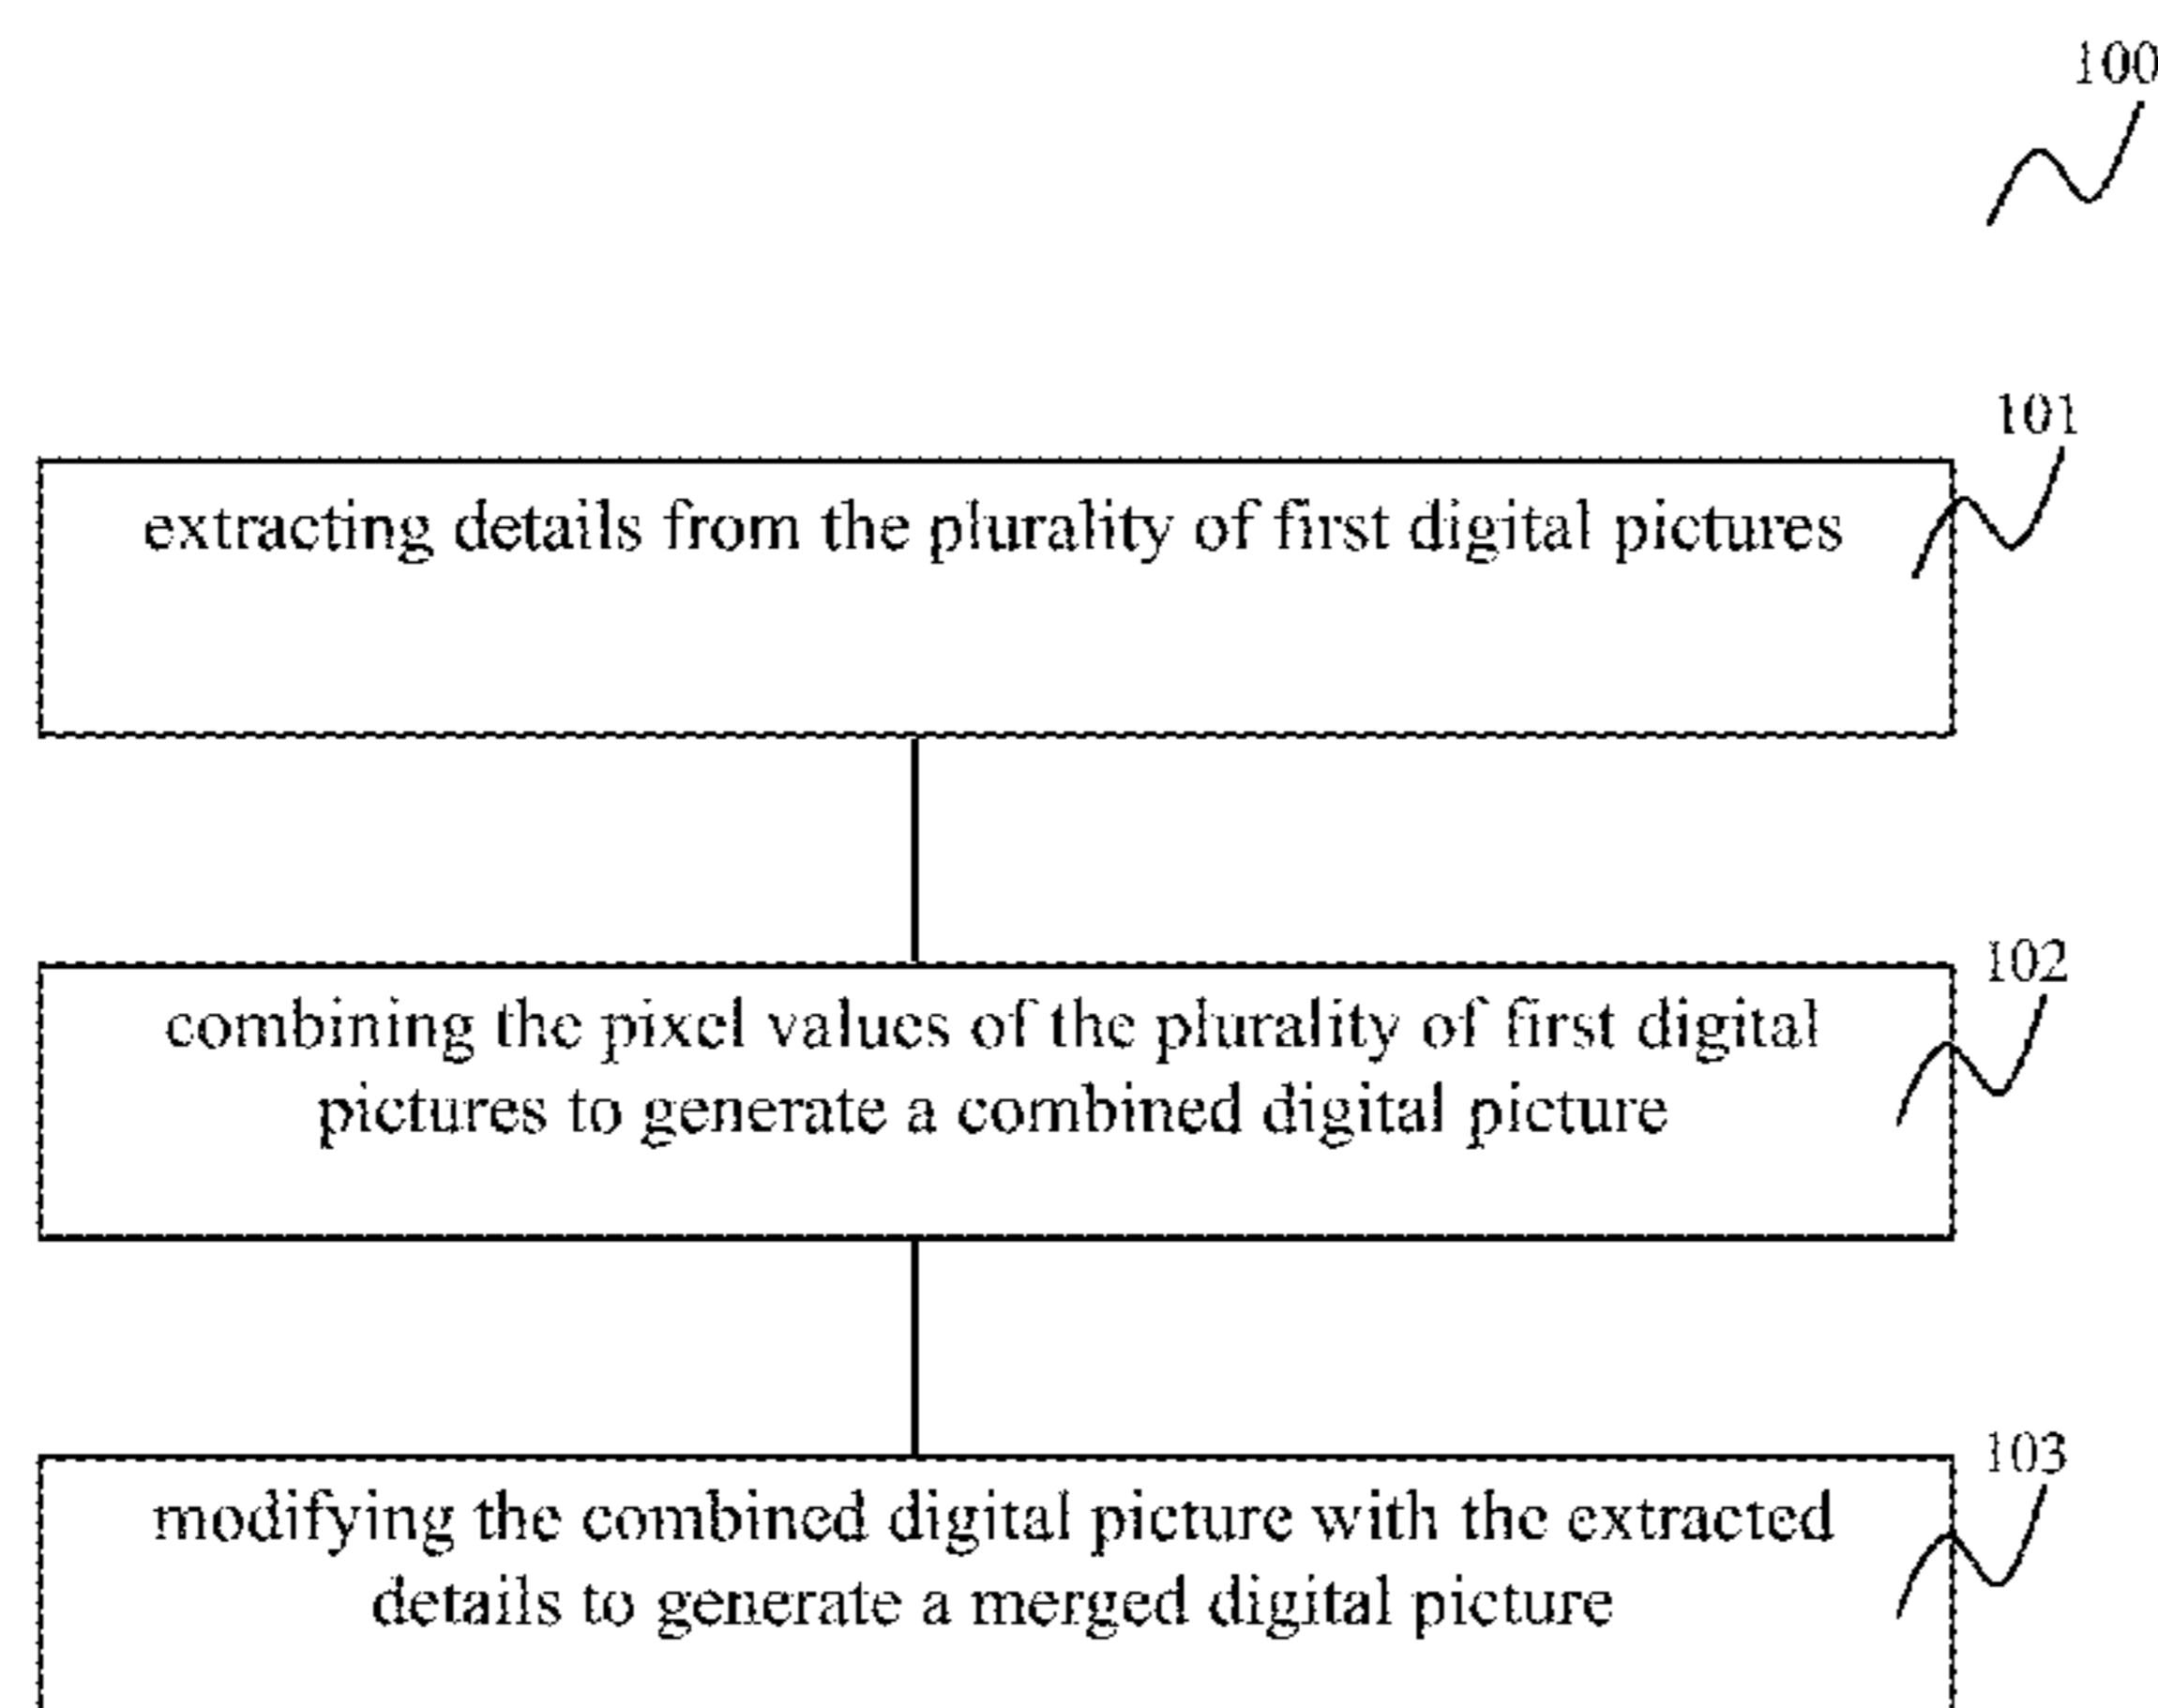 100
101
extracting details from the plurality of first digital pictures
102
combining the pixel values of the plurality of first digital
pictures to generate a combined digital picture
103
modifying the combined digital picture with the extracted
details to generate a merged digital picture